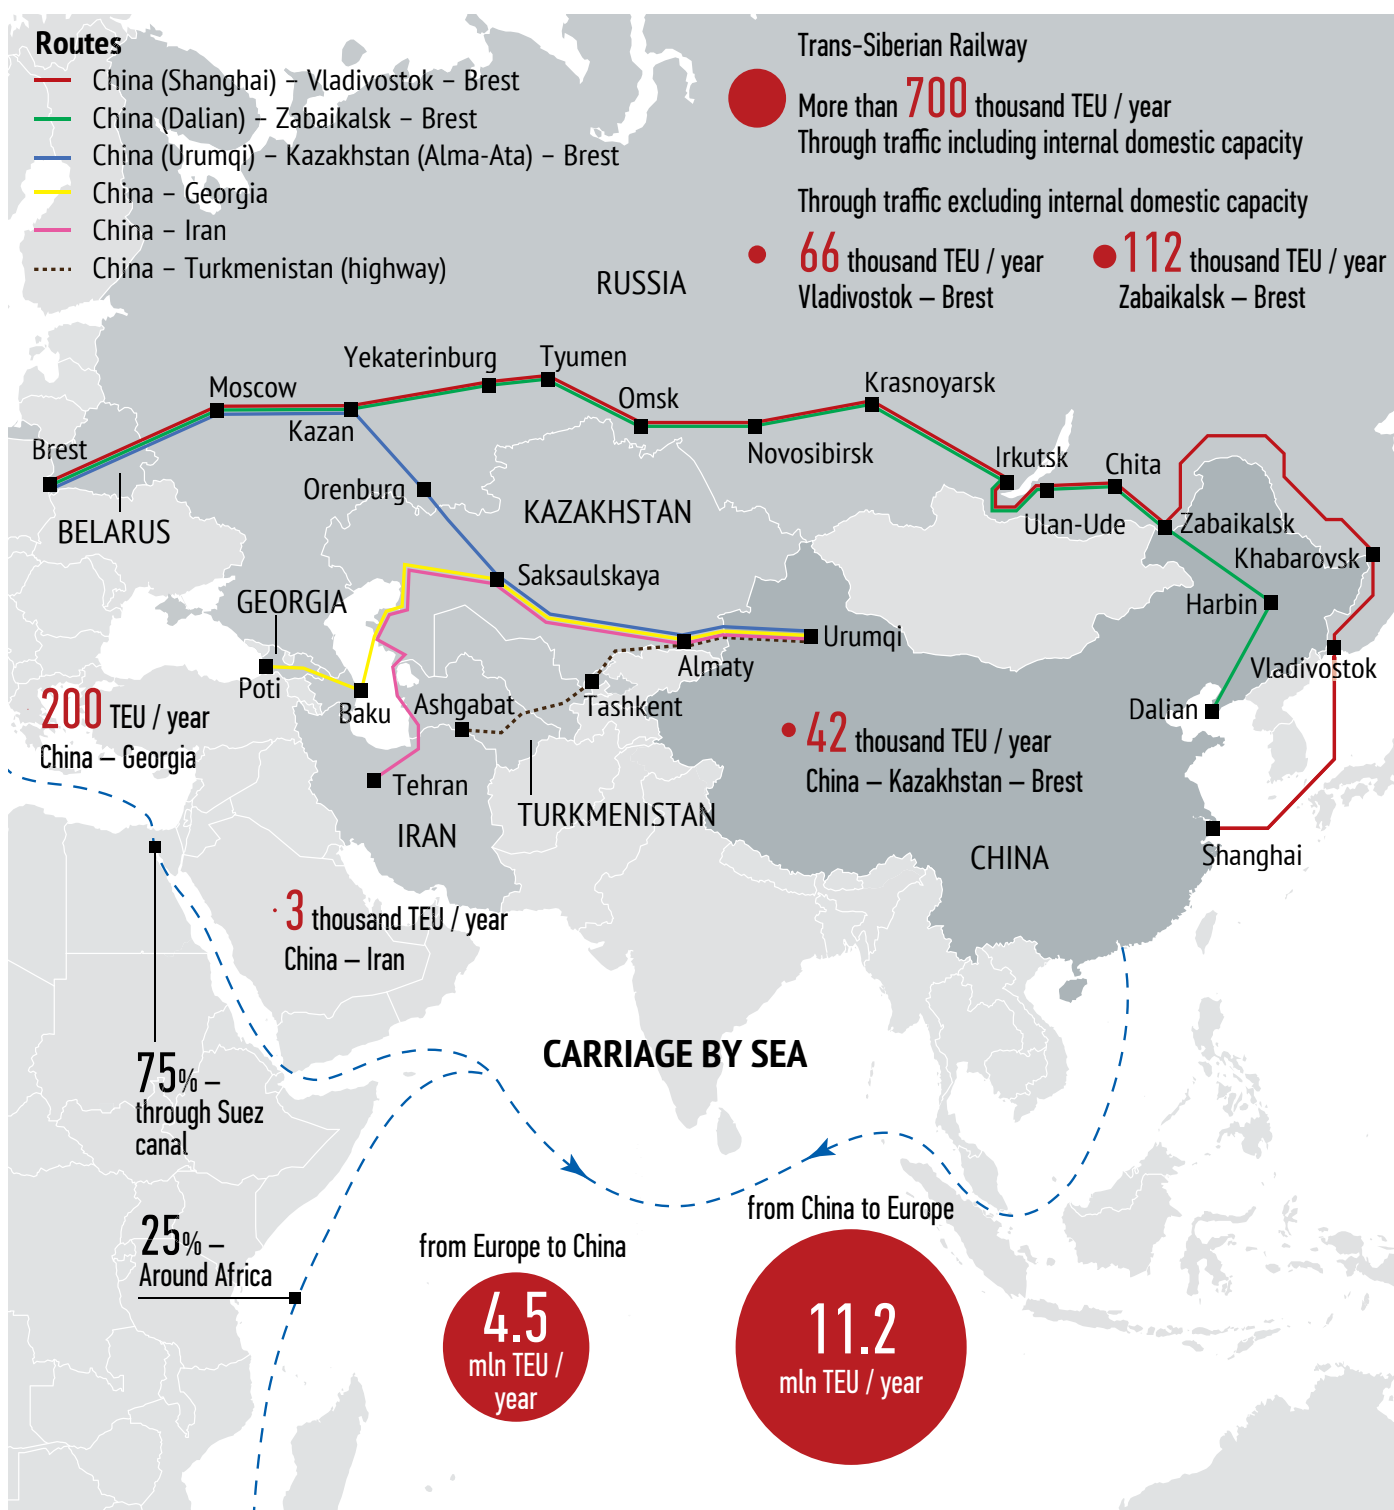 Routes
China (Shanghai) – Vladivostok – Brest
China (Dalian) – Zabaikalsk – Brest
China (Urumqi) – Kazakhstan (Alma-Ata) – Brest
China – Georgia
China – Iran
China – Turkmenistan (highway)
Trans-Siberian Railway
More than 700 thousand TEU / year
Through traffic including internal domestic capacity
Through traffic excluding internal domestic capacity
66 thousand TEU / year
Vladivostok – Brest
112 thousand TEU / year
Zabaikalsk – Brest
RUSSIA
Yekaterinburg
Tyumen
Moscow
Krasnoyarsk
Omsk
Kazan
Brest
Novosibirsk
Irkutsk
Chita
Orenburg
KAZAKHSTAN
Ulan-Ude
Zabaikalsk
BELARUS
Khabarovsk
Saksaulskaya
GEORGIA
Harbin
Urumqi
Almaty
Vladivostok
Poti
Baku
Ashgabat
Tashkent
Dalian
200 TEU / year
China – Georgia
42 thousand TEU / year
China – Kazakhstan – Brest
Tehran
TURKMENISTAN
IRAN
CHINA
Shanghai
3 thousand TEU / year
China – Iran
CARRIAGE BY SEA
75% –
through Suez
canal
25% –
Around Africa
from China to Europe
from Europe to China
4.5
mln TEU /
year
11.2
mln TEU / year